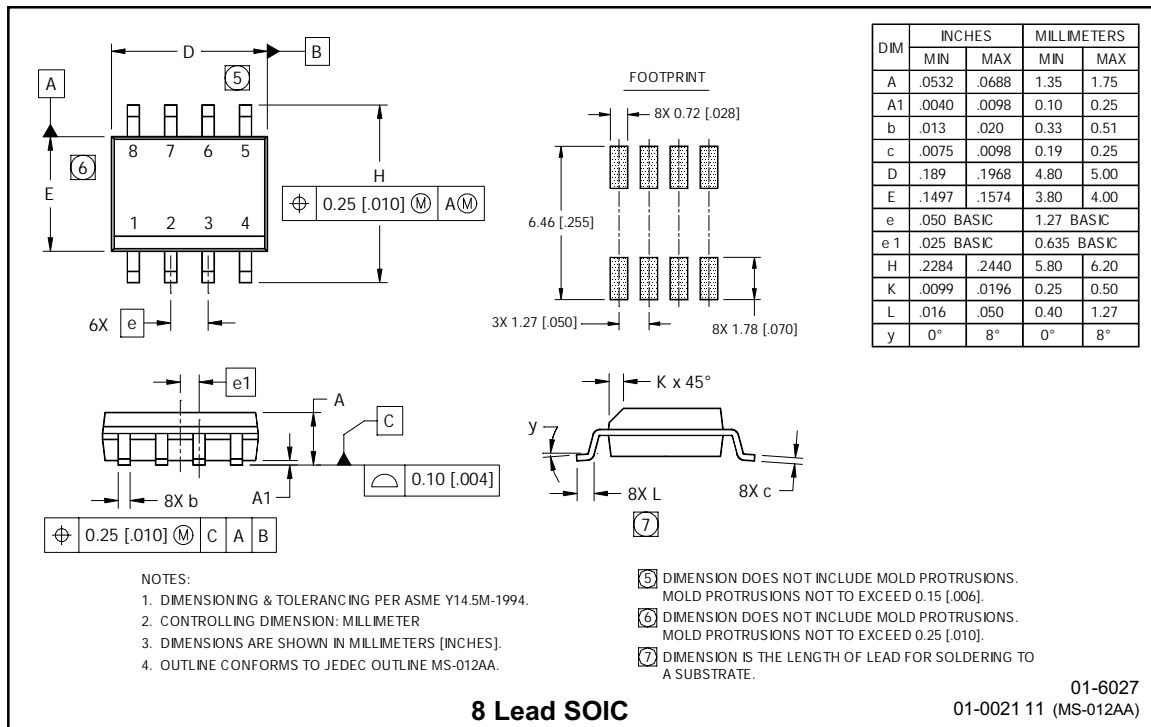 D
B
5
A
8 7 6 5
6
E
H
0.25 [.010] Ⓜ A Ⓜ
1 2 3 4
6X e
FOOTPRINT
8X 0.72 [.028]
6.46 [.255]
3X 1.27 [.050]
8X 1.78 [.070]
DIM INCHES MILLIMETERS
MIN MAX MIN MAX
A .0532 .0688 1.35 1.75
A1 .0040 .0098 0.10 0.25
b .013 .020 0.33 0.51
c .0075 .0098 0.19 0.25
D .189 .1968 4.80 5.00
E .1497 .1574 3.80 4.00
e .050 BASIC 1.27 BASIC
e 1 .025 BASIC 0.635 BASIC
H .2284 .2440 5.80 6.20
K .0099 .0196 0.25 0.50
L .016 .050 0.40 1.27
y 0° 8° 0° 8°
e1
A
C
0.10 [.004]
A1
8X b
0.25 [.010] Ⓜ C A B
K x 45°
y
8X L
7
8X c
NOTES:
1. DIMENSIONING & TOLERANCING PER ASME Y14.5M-1994.
2. CONTROLLING DIMENSION: MILLIMETER
3. DIMENSIONS ARE SHOWN IN MILLIMETERS [INCHES].
4. OUTLINE CONFORMS TO JEDEC OUTLINE MS-012AA.
5 DIMENSION DOES NOT INCLUDE MOLD PROTRUSIONS.
MOLD PROTRUSIONS NOT TO EXCEED 0.15 [.006].
6 DIMENSION DOES NOT INCLUDE MOLD PROTRUSIONS.
MOLD PROTRUSIONS NOT TO EXCEED 0.25 [.010].
7 DIMENSION IS THE LENGTH OF LEAD FOR SOLDERING TO
A SUBSTRATE.
8 Lead SOIC
01-6027
01-0021 11 (MS-012AA)